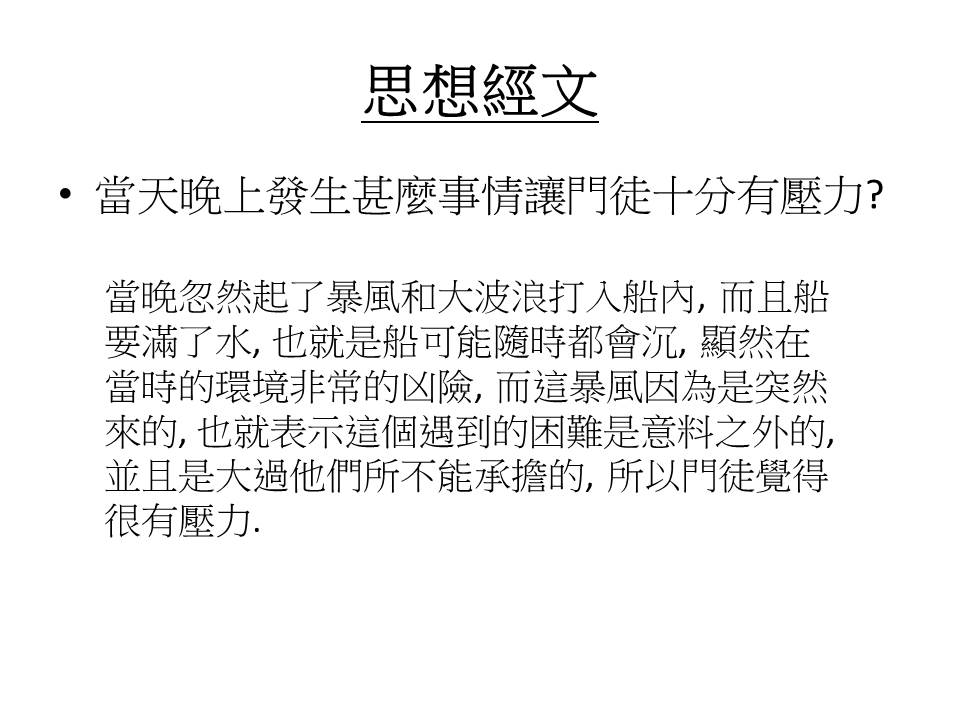 思想經文
• 當天晚上發生甚麼事情讓門徒十分有壓力?
當晚忽然起了暴風和大波浪打入船內, 而且船
要滿了水, 也就是船可能隨時都會沉, 顯然在
當時的環境非常的凶險, 而這暴風因為是突然
來的, 也就表示這個遇到的困難是意料之外的,
並且是大過他們所不能承擔的, 所以門徒覺得
很有壓力.